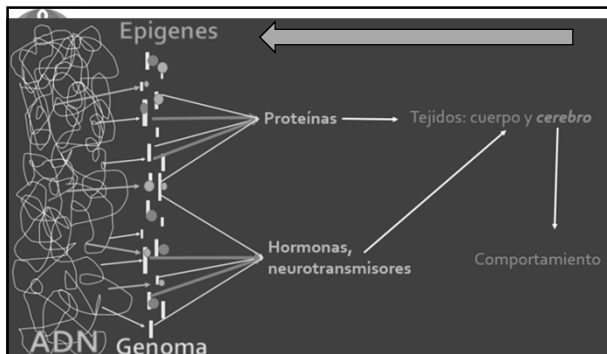 Epigenes
Proteínas
Tejidos: cuerpo y cerebro
Hormonas,
neurotransmisores
Comportamiento
ADN
Genoma